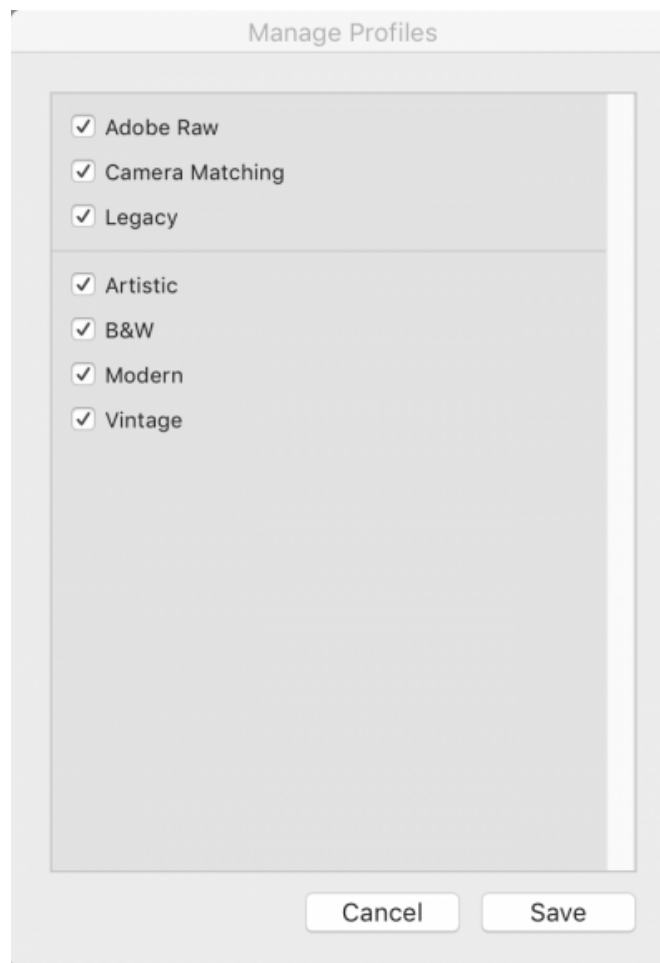 Manage Profiles
Adobe Raw
Camera Matching
Legacy
Artistic
B&W
Modern
Vintage
Cancel
Save